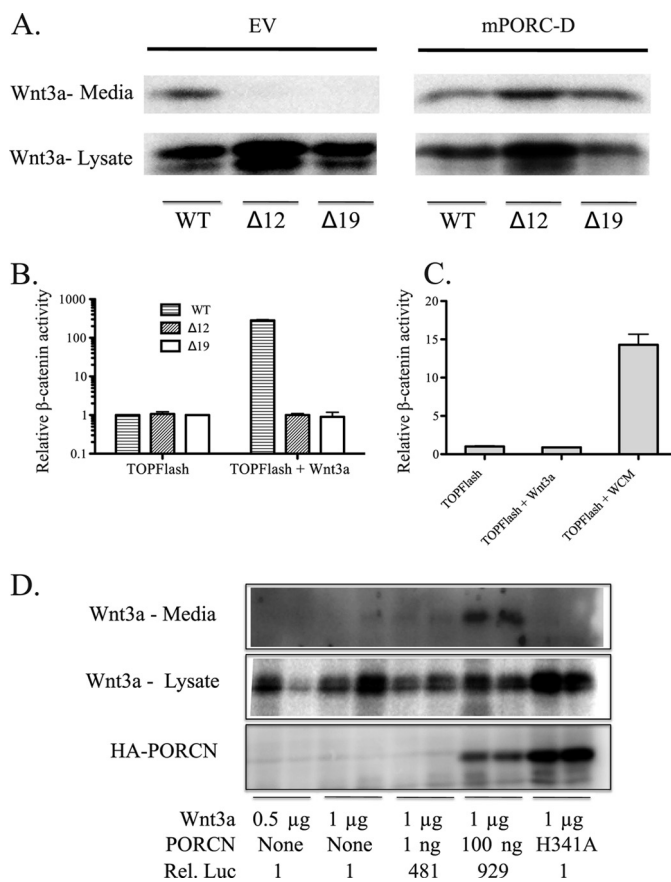 A.
EV mPORC-D
Wnt3a- Media
Wnt3a- Lysate
WT Δ12 Δ19 WT Δ12 Δ19
B.
Relative β-catenin activity
1000
100
10
1
0.1
WT
Δ12
Δ19
TOPFlash TOPFlash + Wnt3a
C.
Relative β-catenin activity
20
15
10
5
0
TOPFlash
TOPFlash + Wnt3a
TOPFlash + WCM
D.
Wnt3a - Media
Wnt3a - Lysate
HA-PORCN
Wnt3a 0.5 µg 1 µg 1 µg 1 µg 1 µg
PORCN None None 1 ng 100 ng H341A
Rel. Luc 1 1 481 929 1